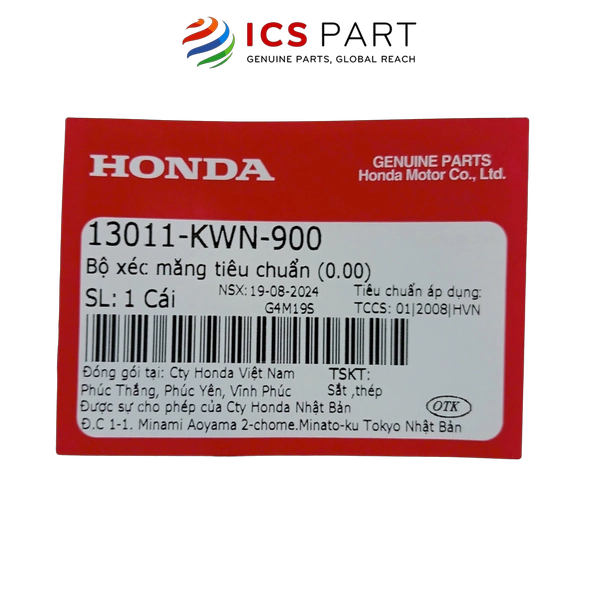 ICS PART
GENUINE PARTS, GLOBAL REACH
HONDA
GENUINE PARTS
Honda Motor Co., Ltd.
13011-KWN-900
Bộ xéc măng tiêu chuẩn (0.00)
SL: 1 Cái
NSX: 19-08-2024
G4M19S
Tiêu chuẩn áp dụng:
TCCS: 01|2008|HVN
Đóng gói tại: Cty Honda Việt Nam
Phúc Thắng, Phúc Yên, Vĩnh Phúc
TSKT:
Sắt ,thép
Được sự cho phép của Cty Honda Nhật Bản
OTK
Đ.C 1-1. Minami Aoyama 2-chome.Minato-ku Tokyo Nhật Bản